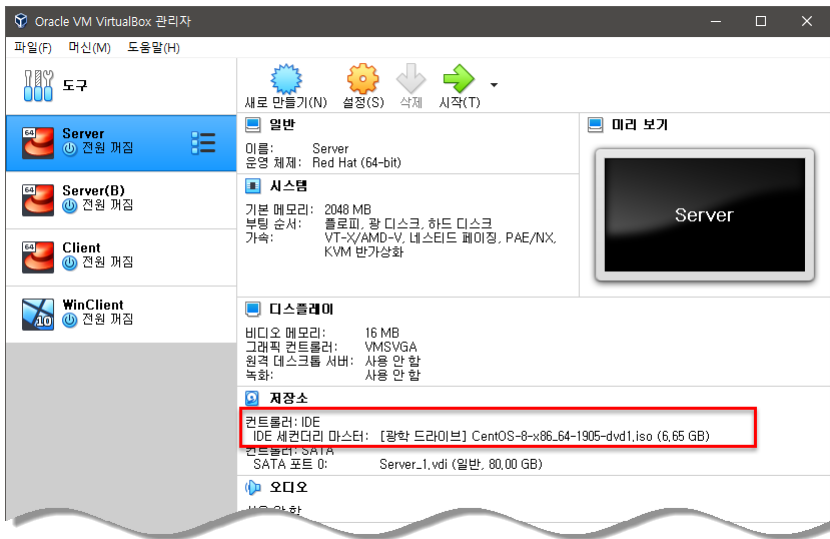 Oracle VM VirtualBox 관리자
파일(F) 머신(M) 도움말(H)
도구
새로 만들기(N) 설정(S) 삭제 시작(T)
64 Server
전원 꺼짐
64 Server(B)
전원 꺼짐
64 Client
전원 꺼짐
10 WinClient
전원 꺼짐
일반
이름: Server
운영 체제: Red Hat (64-bit)
미리 보기
Server
시스템
기본 메모리: 2048 MB
부팅 순서: 플로피, 광 디스크, 하드 디스크
가속: VT-X/AMD-V, 네스티드 페이징, PAE/NX,
KVM 반가상화
디스플레이
비디오 메모리: 16 MB
그래픽 컨트롤러: VMSVGA
원격 데스크톱 서버: 사용 안 함
녹화: 사용 안 함
저장소
컨트롤러: IDE
IDE 세컨더리 마스터: [광학 드라이브] CentOS-8-x86_64-1905-dvd1.iso (6,65 GB)
컨트롤러: SATA
SATA 포트 0: Server_1.vdi (일반, 80,00 GB)
오디오
사용 안 함